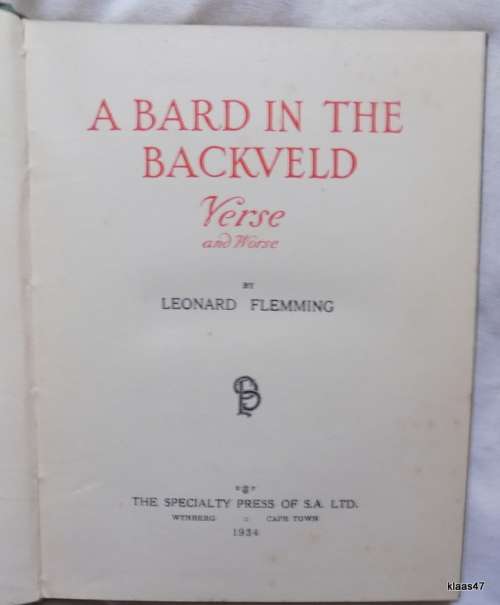 A BARD IN THE
BACKVELD
Verse
and Worse
BY
LEONARD FLEMMING
SP
THE SPECIALTY PRESS OF S.A. LTD.
WYNBERG :: CAPE TOWN
1934
klaas47